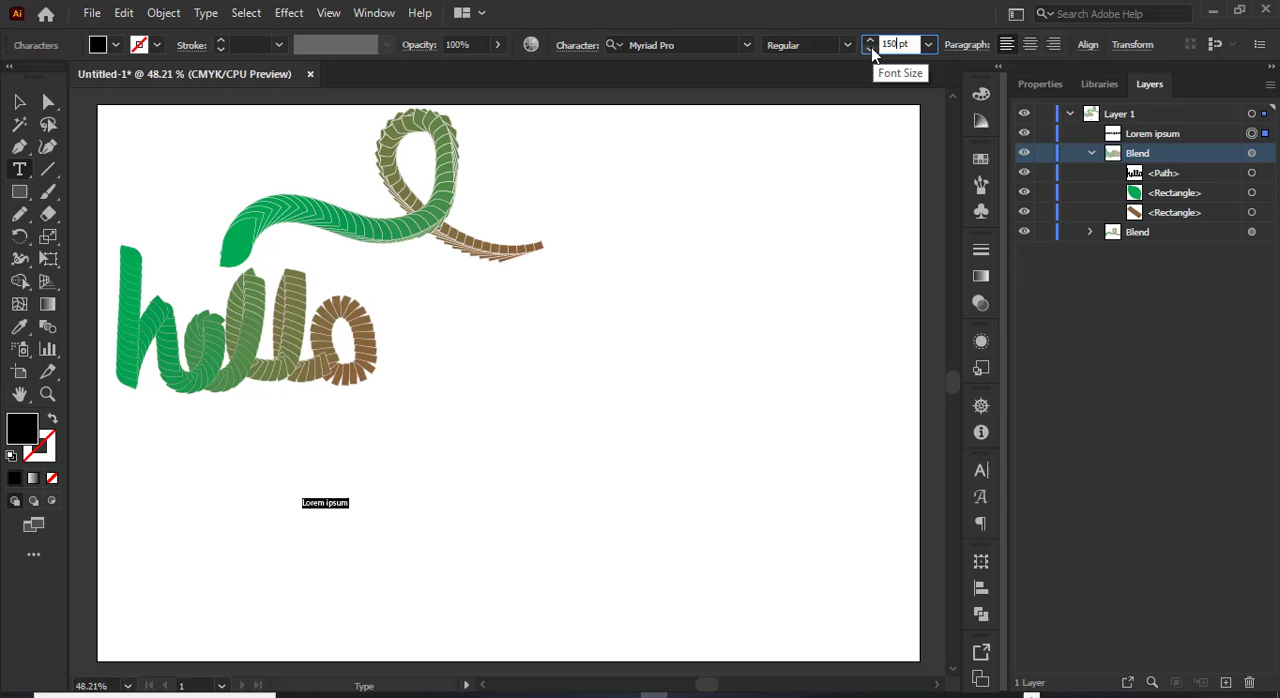 Ai File Edit Object Type Select Effect View Window Help Search Adobe Help
Characters Stroke: Opacity: 100% Character: Myriad Pro Regular 150 pt Paragraph: Align Transform
Font Size
Untitled-1* @ 48.21 % (CMYK/CPU Preview)
Properties Libraries Layers
Layer 1
Lorem ipsum
Blend
<Path>
<Rectangle>
<Rectangle>
Blend
hello
Lorem ipsum
48.21% 1 Type
1 Layer